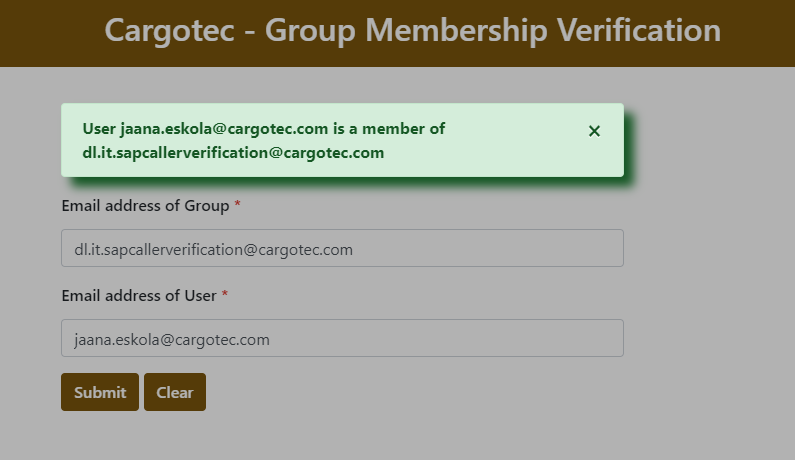 Cargotec - Group Membership Verification
User jaana.eskola@cargotec.com is a member of
dl.it.sapcallerverification@cargotec.com
×
Email address of Group *
dl.it.sapcallerverification@cargotec.com
Email address of User *
jaana.eskola@cargotec.com
Submit Clear